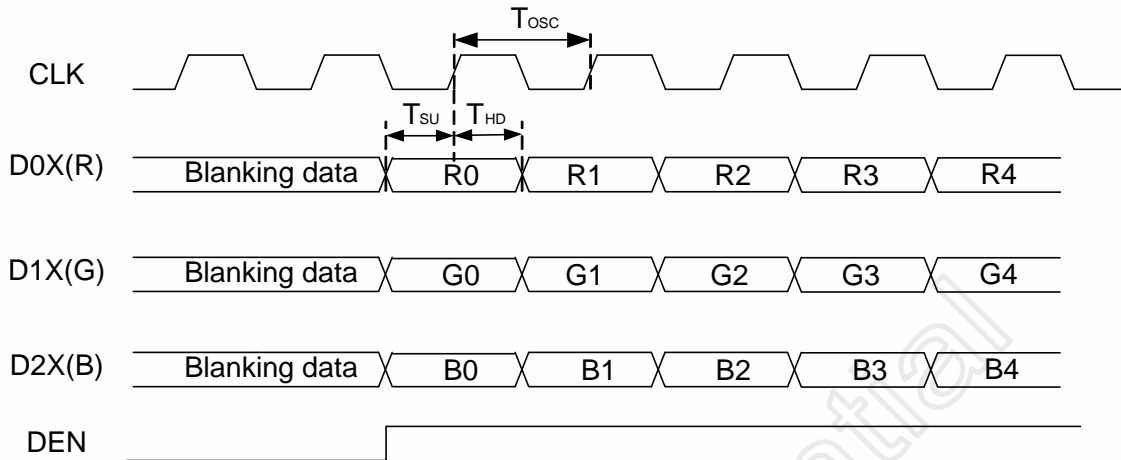 TOSC
CLK
TSU THD
D0X(R) Blanking data R0 R1 R2 R3 R4
D1X(G) Blanking data G0 G1 G2 G3 G4
D2X(B) Blanking data B0 B1 B2 B3 B4
DEN